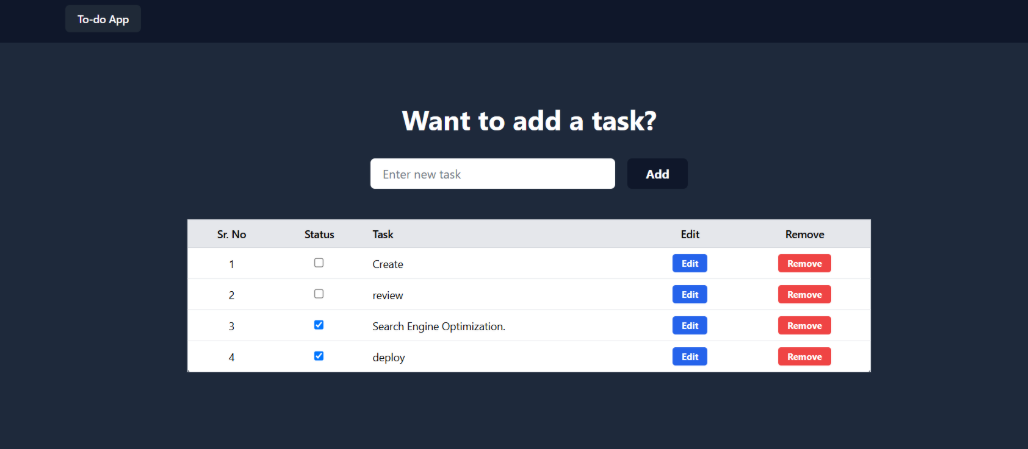 To-do App
Want to add a task?
Enter new task Add
Sr. No Status Task Edit Remove
1 Create Edit Remove
2 review Edit Remove
3 Search Engine Optimization. Edit Remove
4 deploy Edit Remove